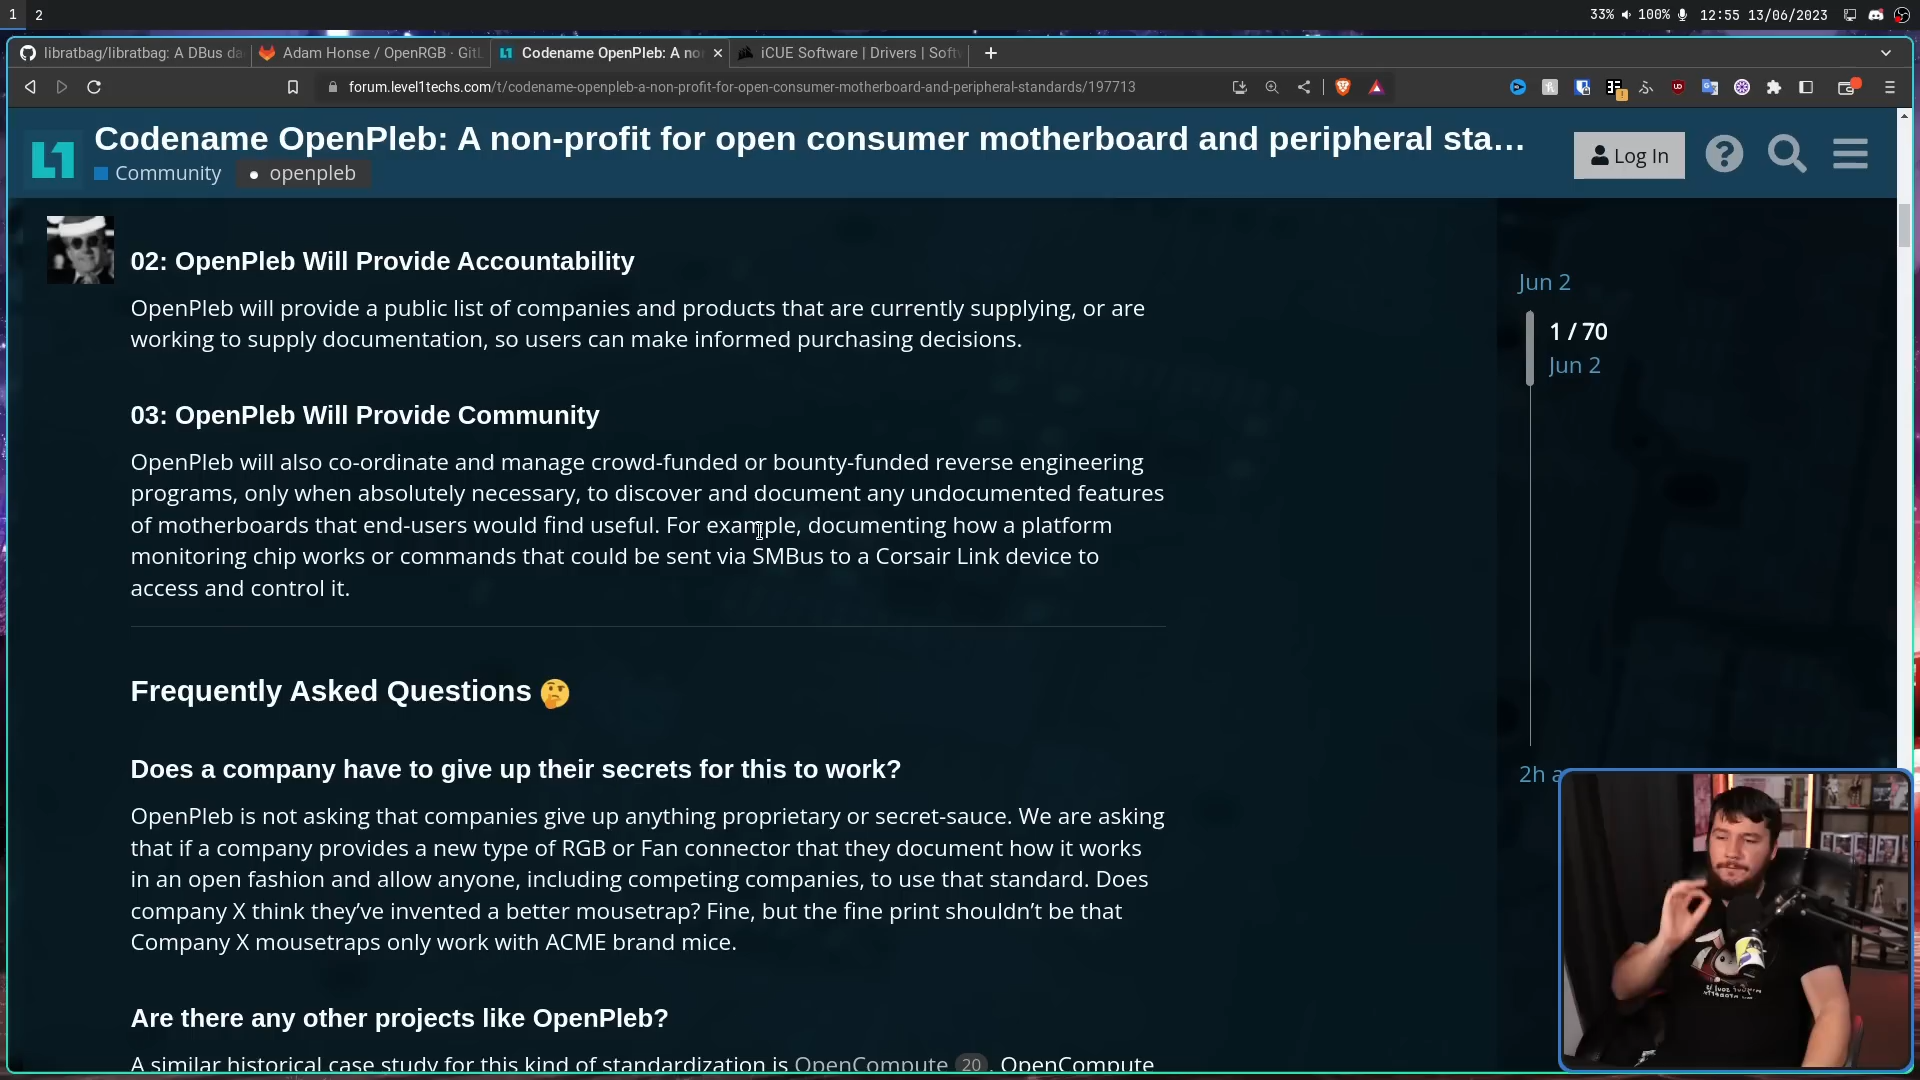 1 2 33% 100% 12:55 13/06/2023
libratbag/libratbag: A DBus da Adam Honse / OpenRGB · GitL Codename OpenPleb: A no iCUE Software | Drivers | Softw
forum.level1techs.com/t/codename-openpleb-a-non-profit-for-open-consumer-motherboard-and-peripheral-standards/197713
Codename OpenPleb: A non-profit for open consumer motherboard and peripheral sta…
Community openpleb
Log In
02: OpenPleb Will Provide Accountability
OpenPleb will provide a public list of companies and products that are currently supplying, or are
working to supply documentation, so users can make informed purchasing decisions.
03: OpenPleb Will Provide Community
OpenPleb will also co-ordinate and manage crowd-funded or bounty-funded reverse engineering
programs, only when absolutely necessary, to discover and document any undocumented features
of motherboards that end-users would find useful. For example, documenting how a platform
monitoring chip works or commands that could be sent via SMBus to a Corsair Link device to
access and control it.
Frequently Asked Questions 🤔
Does a company have to give up their secrets for this to work?
OpenPleb is not asking that companies give up anything proprietary or secret-sauce. We are asking
that if a company provides a new type of RGB or Fan connector that they document how it works
in an open fashion and allow anyone, including competing companies, to use that standard. Does
company X think they’ve invented a better mousetrap? Fine, but the fine print shouldn’t be that
Company X mousetraps only work with ACME brand mice.
Are there any other projects like OpenPleb?
A similar historical case study for this kind of standardization is OpenCompute 20 . OpenCompute
Jun 2
1 / 70
Jun 2
2h a